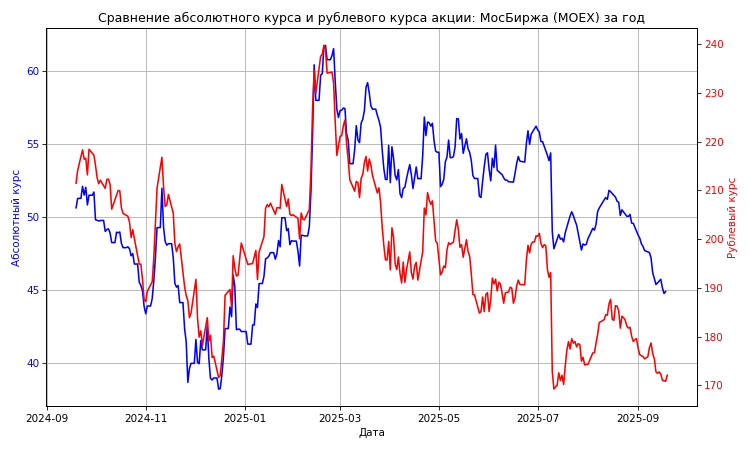 Сравнение абсолютного курса и рублевого курса акции: МосБиржа (MOEX) за год
Абсолютный курс
60
55
50
45
40
240
230
220
210
200
190
180
170
Рублевый курс
2024-09 2024-11 2025-01 2025-03 2025-05 2025-07 2025-09
Дата